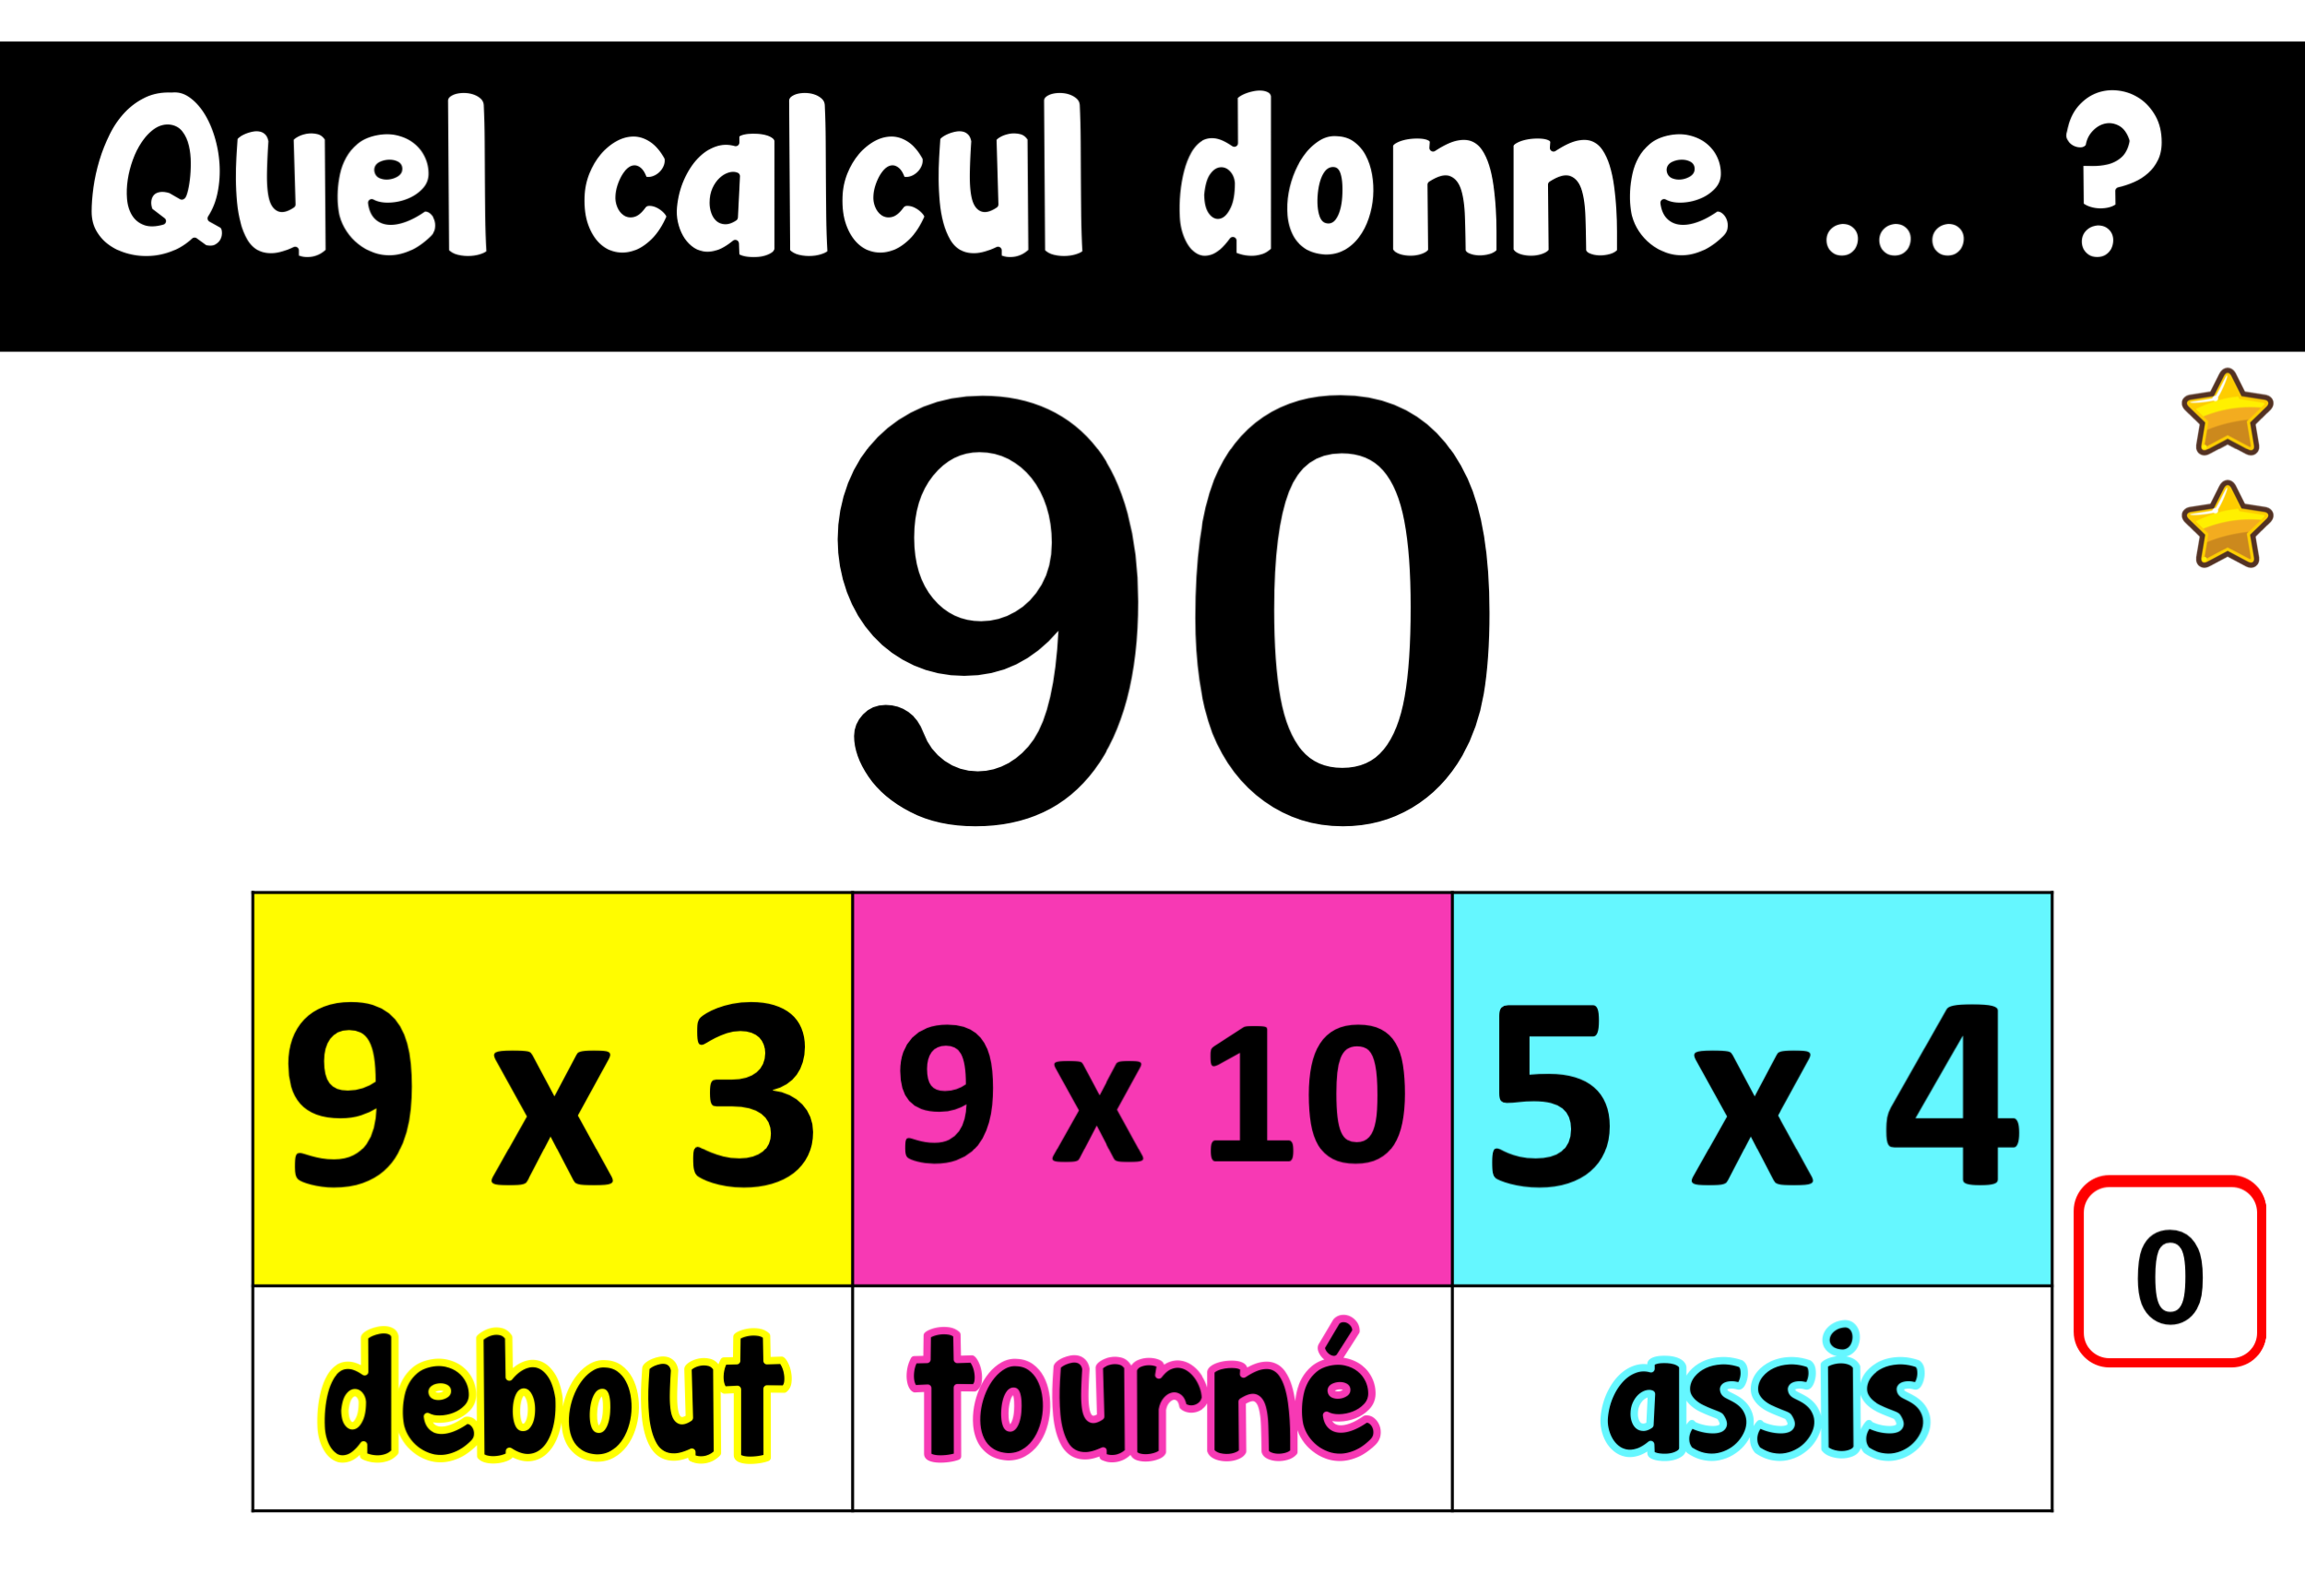 Quel calcul donne ... ?
90
9 x 3 9 x 10 5 x 4
0
debout tourné assis